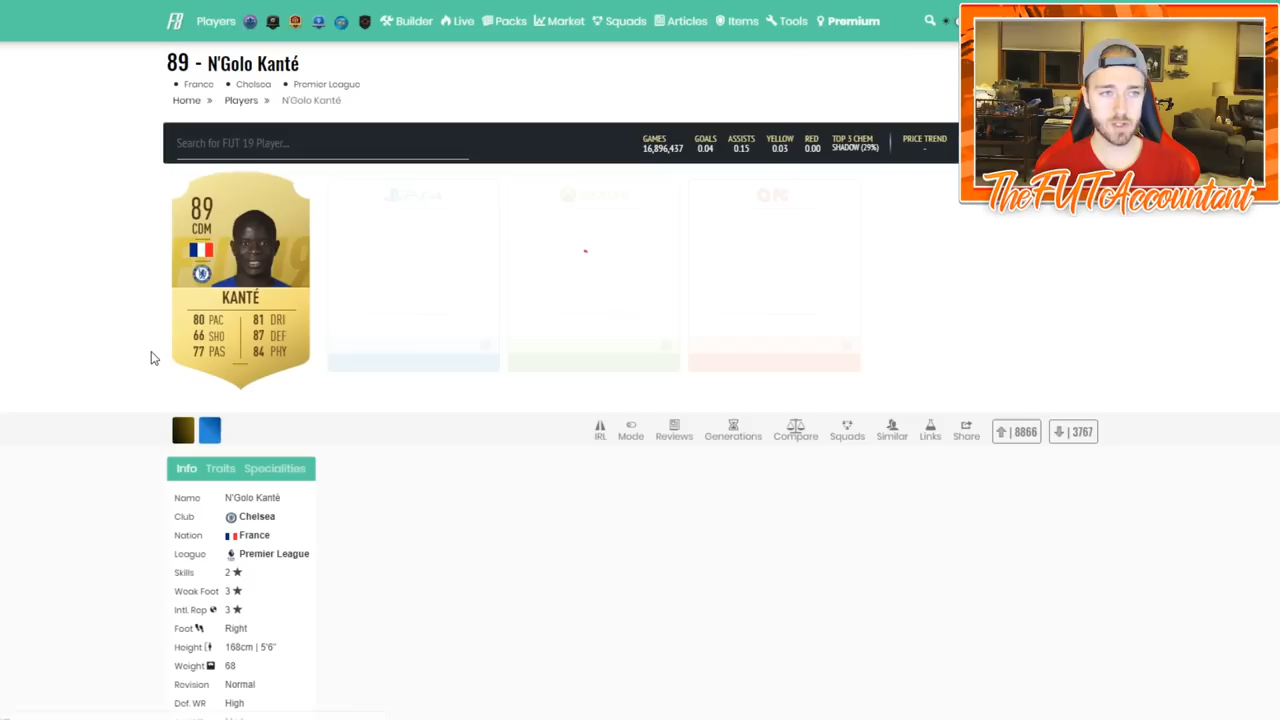 F8 Players Builder Live Packs Market Squads Articles Items Tools Premium
89 - N'Golo Kanté
France Chelsea Premier League
Home » Players » N'Golo Kanté
Search for FUT 19 Player...
GAMES GOALS ASSISTS YELLOW RED TOP 3 CHEM PRICE TREND
16,896,437 0.04 0.15 0.03 0.00 SHADOW (29%) -
TheFUTAccountant
89
CDM
KANTÉ
80 PAC 81 DRI
66 SHO 87 DEF
77 PAS 84 PHY
IRL Mode Reviews Generations Compare Squads Similar Links Share
8866
3767
Info Traits Specialities
Name N'Golo Kanté
Club Chelsea
Nation France
League Premier League
Skills 2
Weak Foot 3
Intl. Rep 3
Foot Right
Height 168cm | 5'6"
Weight 68
Revision Normal
Def. WR High